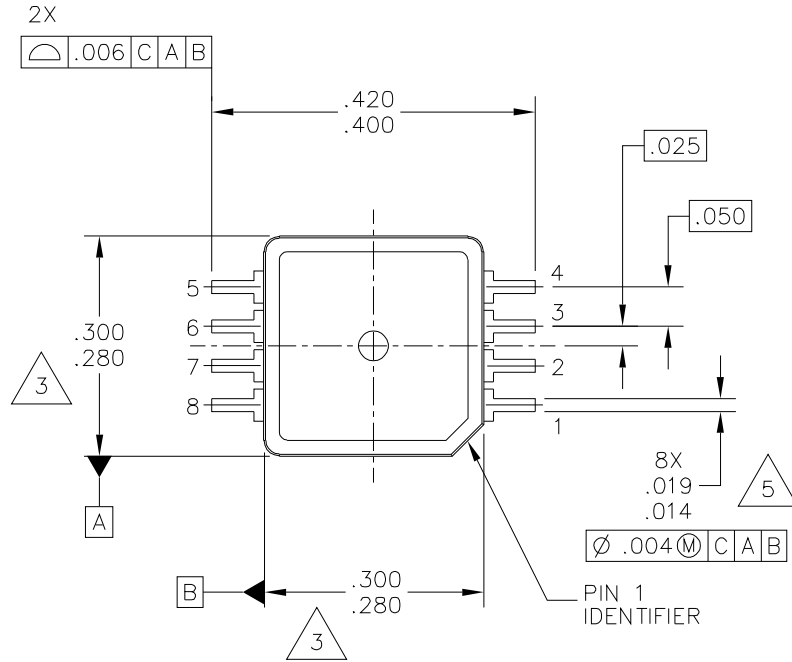 2X
⌓ .006 C A B
.420
.400
.025
.050
5
4
6
3
7
2
8
1
.300
.280
3
A
B
.300
.280
3
8X
.019
.014
5
Ø .004 Ⓜ C A B
PIN 1
IDENTIFIER